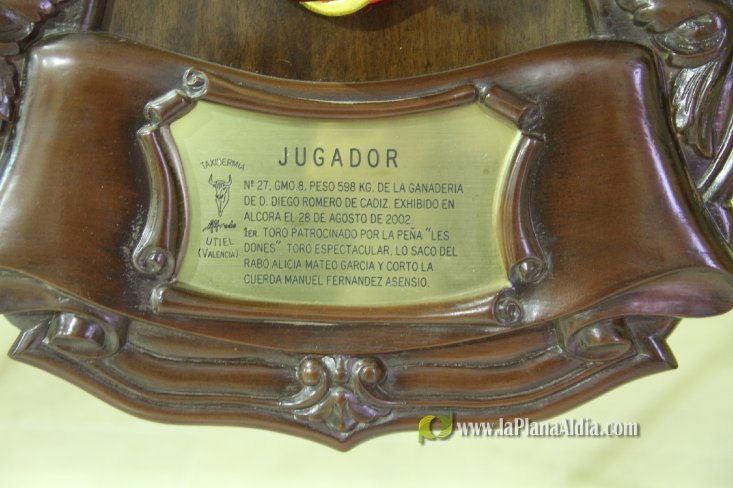 JUGADOR
TAXIDERMIA
UTIEL
(VALENCIA)
Nº 27, GMO 8, PESO 598 KG. DE LA GANADERIA
DE D. DIEGO ROMERO DE CADIZ. EXHIBIDO EN
ALCORA EL 28 DE AGOSTO DE 2002.
1ER. TORO PATROCINADO POR LA PEÑA "LES
DONES" TORO ESPECTACULAR, LO SACO DEL
RABO ALICIA MATEO GARCIA Y CORTO LA
CUERDA MANUEL FERNANDEZ ASENSIO.
www.laPlanaAldia.com